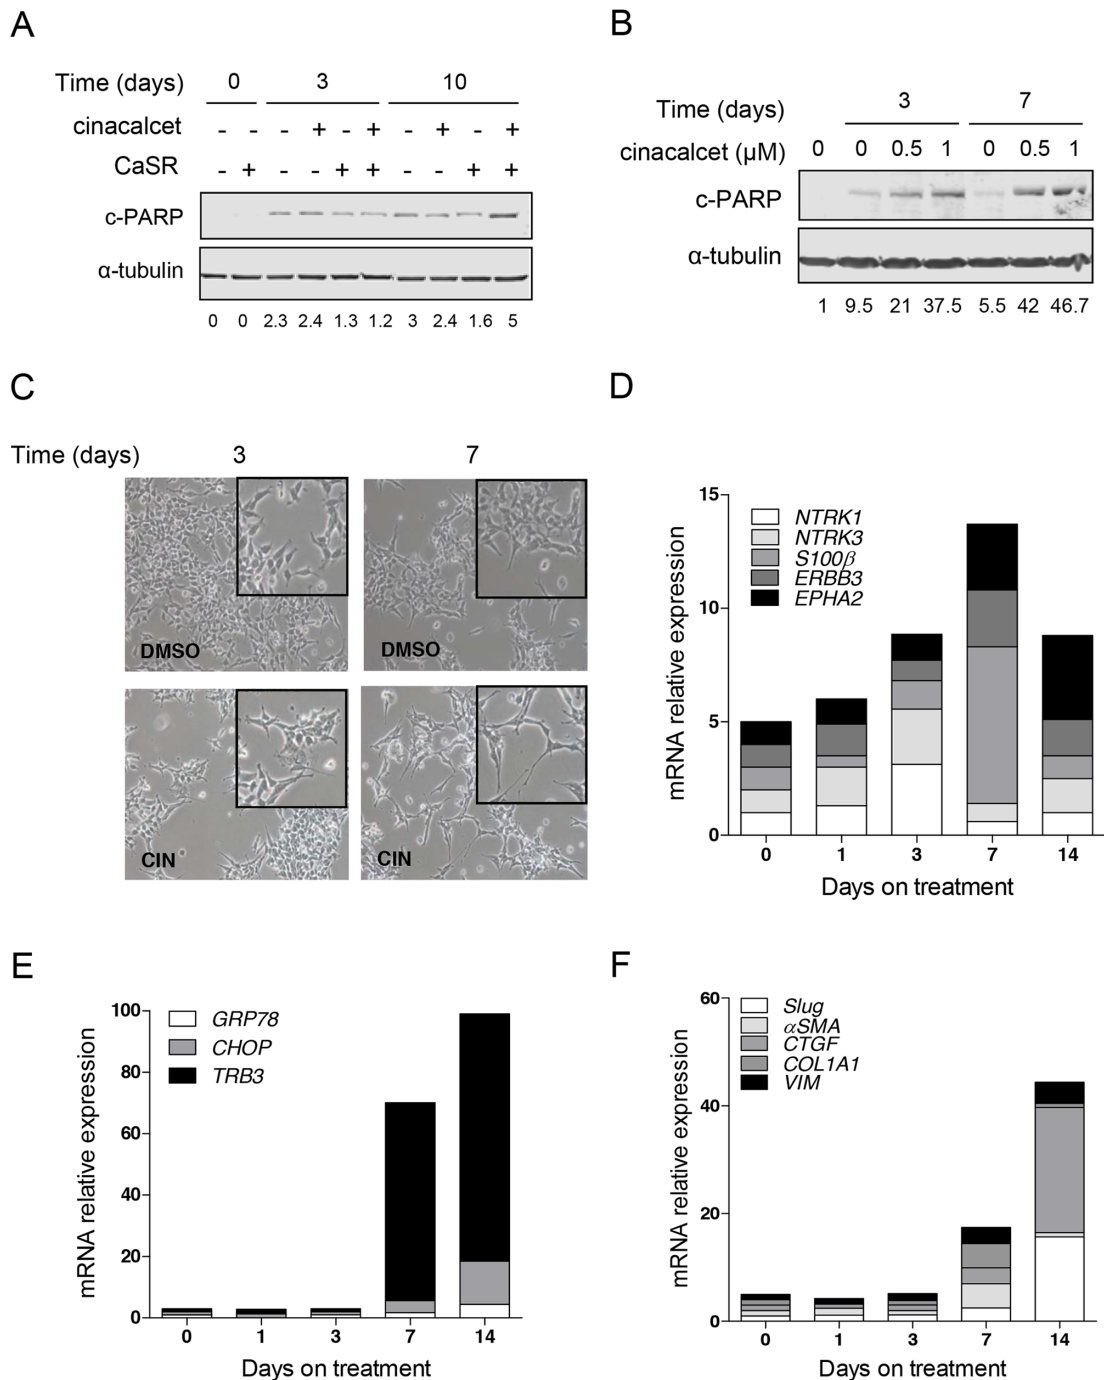 A
Time (days) 0 3 10
cinacalcet - - - + - + - + - +
CaSR - + - - + + - - + +
c-PARP
α-tubulin
0 0 2.3 2.4 1.3 1.2 3 2.4 1.6 5
B
Time (days) 3 7
cinacalcet (µM) 0 0 0.5 1 0 0.5 1
c-PARP
α-tubulin
1 9.5 21 37.5 5.5 42 46.7
C
Time (days) 3 7
DMSO DMSO
CIN CIN
D
mRNA relative expression
15
10
5
0
NTRK1
NTRK3
S100β
ERBB3
EPHA2
0 1 3 7 14
Days on treatment
E
mRNA relative expression
100
80
60
40
20
0
GRP78
CHOP
TRB3
0 1 3 7 14
Days on treatment
F
mRNA relative expression
60
40
20
0
Slug
αSMA
CTGF
COL1A1
VIM
0 1 3 7 14
Days on treatment